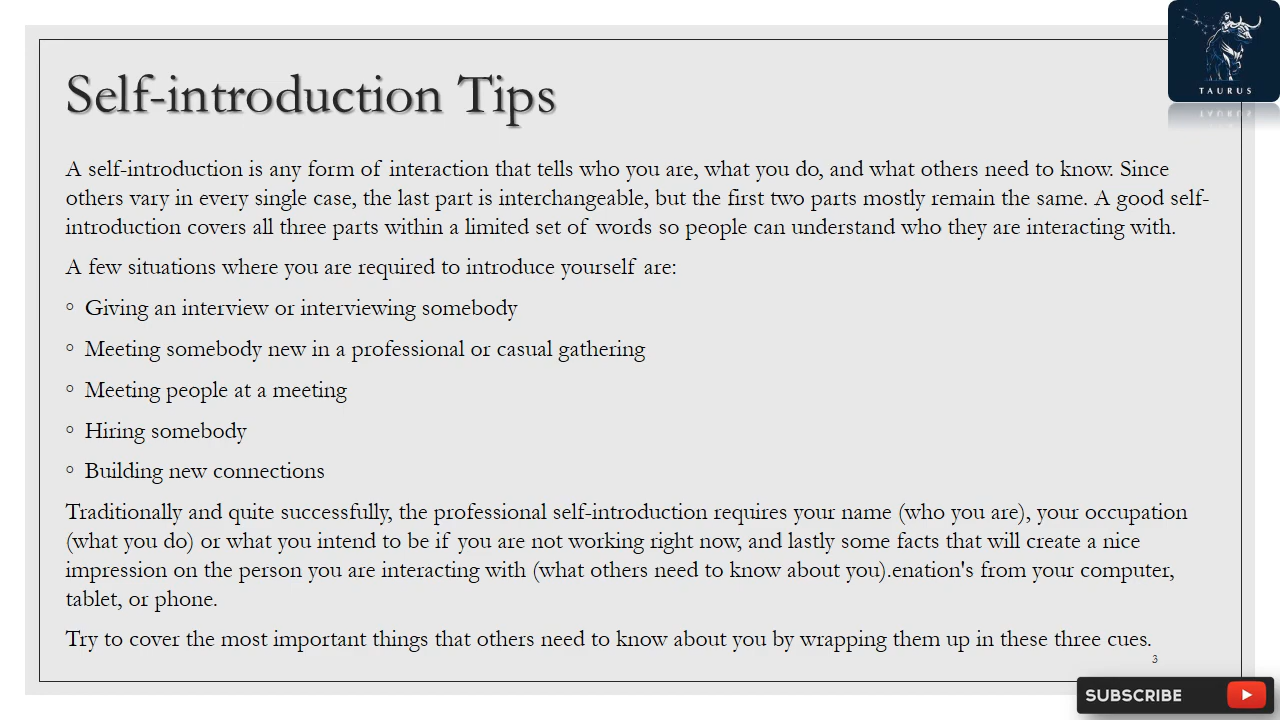 TAURUS
Self-introduction Tips
A self-introduction is any form of interaction that tells who you are, what you do, and what others need to know. Since
others vary in every single case, the last part is interchangeable, but the first two parts mostly remain the same. A good self-
introduction covers all three parts within a limited set of words so people can understand who they are interacting with.
A few situations where you are required to introduce yourself are:
◦ Giving an interview or interviewing somebody
◦ Meeting somebody new in a professional or casual gathering
◦ Meeting people at a meeting
◦ Hiring somebody
◦ Building new connections
Traditionally and quite successfully, the professional self-introduction requires your name (who you are), your occupation
(what you do) or what you intend to be if you are not working right now, and lastly some facts that will create a nice
impression on the person you are interacting with (what others need to know about you).enation's from your computer,
tablet, or phone.
Try to cover the most important things that others need to know about you by wrapping them up in these three cues.
3
SUBSCRIBE